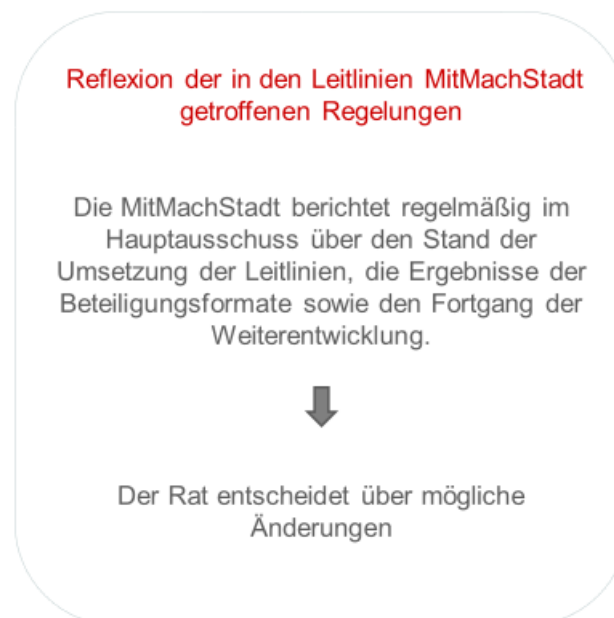 Reflexion der in den Leitlinien MitMachStadt
getroffenen Regelungen
Die MitMachStadt berichtet regelmäßig im
Hauptausschuss über den Stand der
Umsetzung der Leitlinien, die Ergebnisse der
Beteiligungsformate sowie den Fortgang der
Weiterentwicklung.
Der Rat entscheidet über mögliche
Änderungen